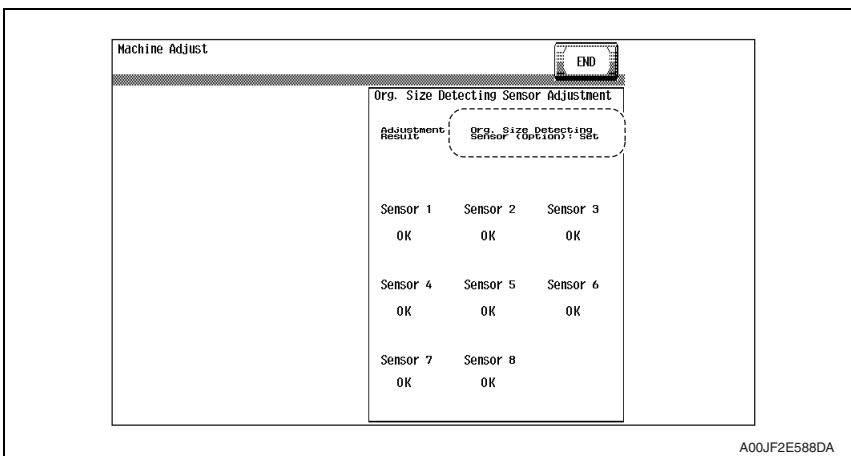 Machine Adjust
END
Org. Size Detecting Sensor Adjustment
Adjustment Result
Org. Size Detecting
Sensor (Option): Set
Sensor 1 Sensor 2 Sensor 3
OK OK OK
Sensor 4 Sensor 5 Sensor 6
OK OK OK
Sensor 7 Sensor 8
OK OK
A00JF2E588DA